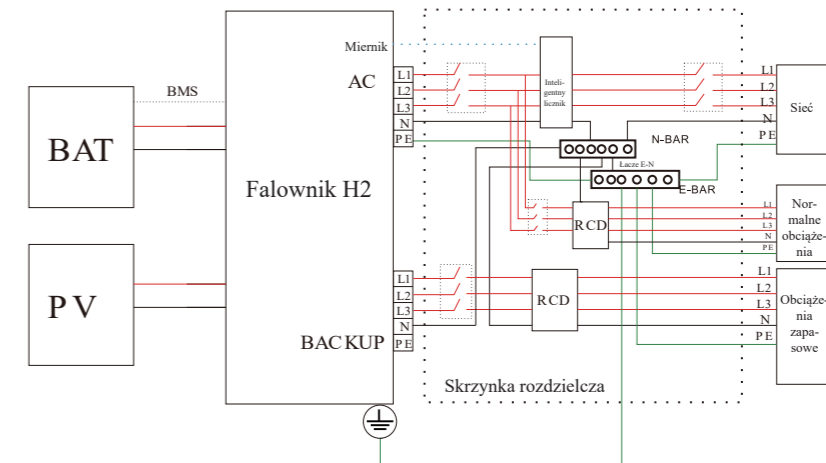 Miernik
AC
L1
L2
L3
N
PE
BMS
BAT
Falownik H2
PV
L1
L2
L3
N
PE
BACKUP
Inteli-
gentny
licznik
N-BAR
Łącze E-N
E-BAR
RCD
RCD
Skrzynka rozdzielcza
L1
L2
L3
N
PE
Sieć
L1
L2
L3
N
PE
Nor-
malne
obciąże-
nia
L1
L2
L3
N
PE
Obciąże-
nia
zapa-
sowe